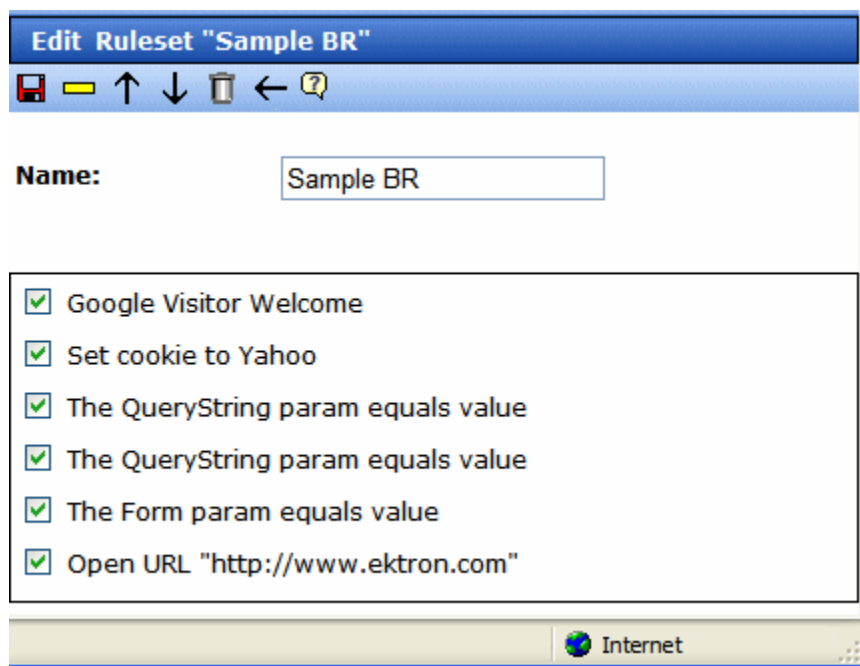 Edit Ruleset "Sample BR"
?
Name:
Sample BR
Google Visitor Welcome
Set cookie to Yahoo
The QueryString param equals value
The QueryString param equals value
The Form param equals value
Open URL "http://www.ektron.com"
Internet